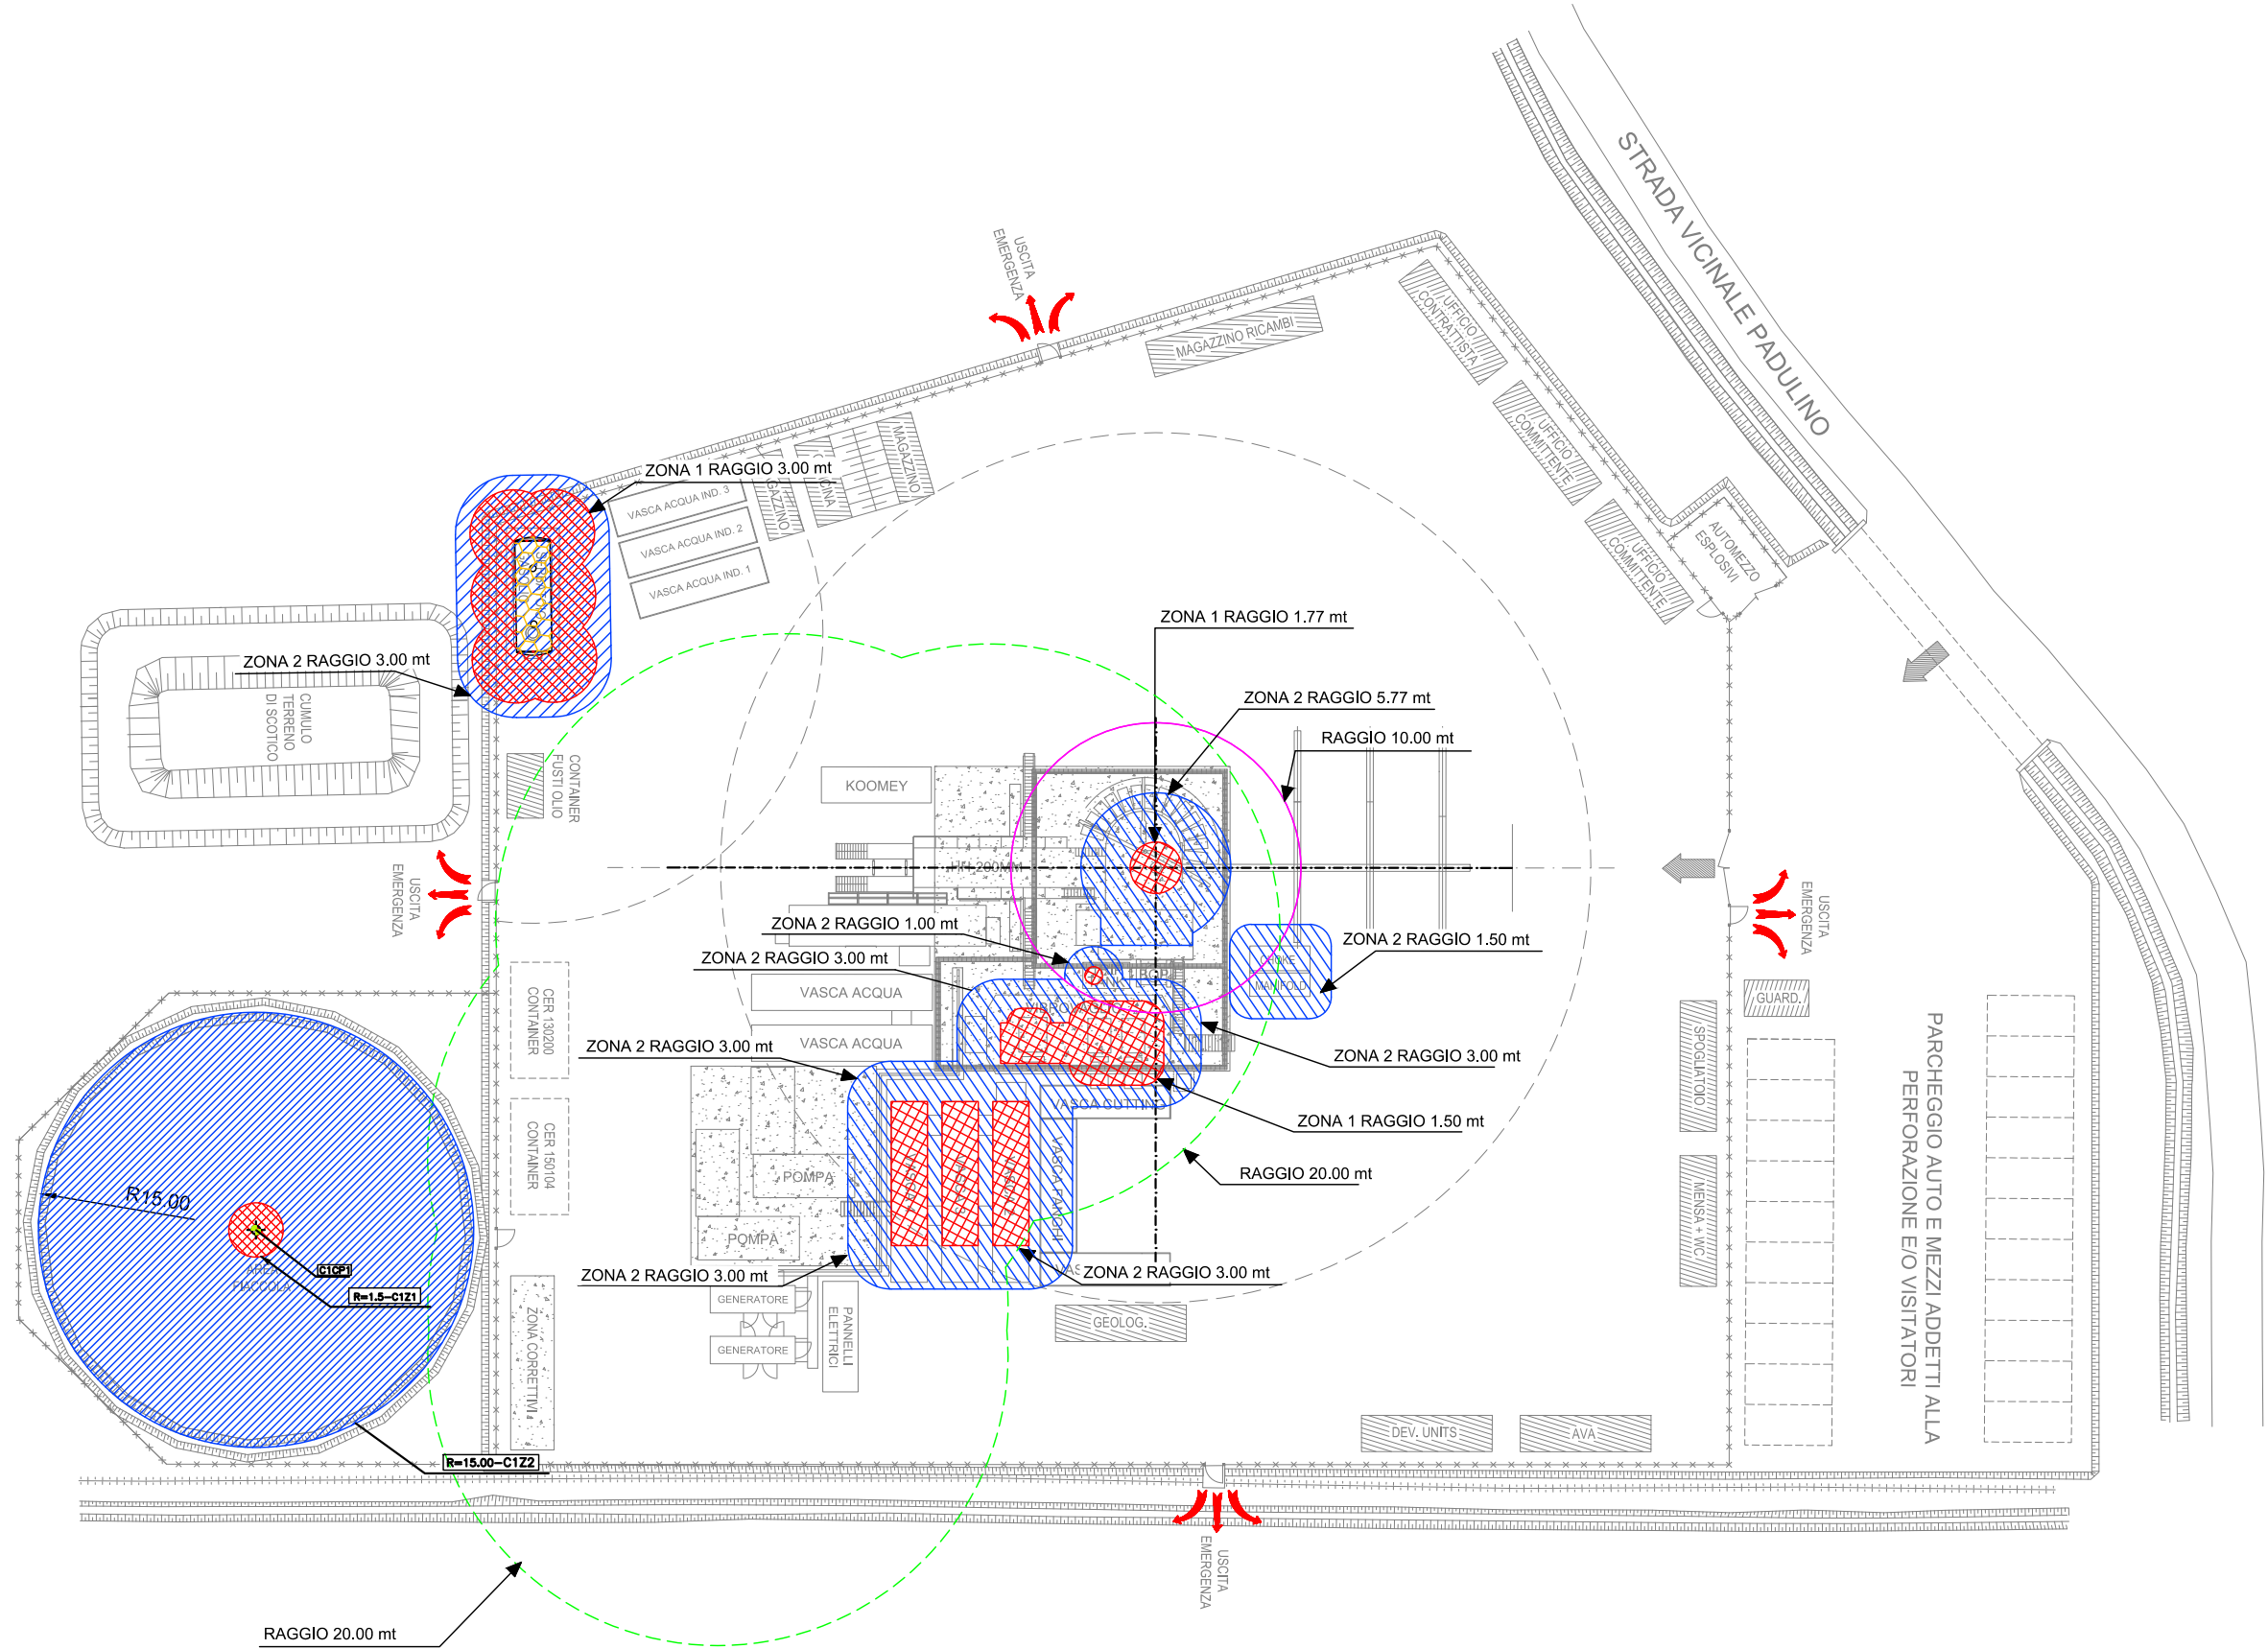 STRADA VICINALE PADULINO
USCITA
EMERGENZA
MAGAZZINO RICAMBI
UFFICIO
CONTRATTISTA
UFFICIO
COMMITTENTE
UFFICIO
COMMITTENTE
AUTOMEZZO
ESPLOSIVI
MAGAZZINO
ZONA 1 RAGGIO 3.00 mt
VASCA ACQUA IND. 3
VASCA ACQUA IND. 2
VASCA ACQUA IND. 1
ZONA 2 RAGGIO 3.00 mt
CUMULO
TERRENO
DI SCOTICO
CONTAINER
FUSTI OLIO
ZONA 1 RAGGIO 1.77 mt
ZONA 2 RAGGIO 5.77 mt
RAGGIO 10.00 mt
KOOMEY
USCITA
EMERGENZA
USCITA
EMERGENZA
ZONA 2 RAGGIO 1.00 mt
ZONA 2 RAGGIO 3.00 mt
ZONA 2 RAGGIO 1.50 mt
CHOKE
MANIFOLD
VASCA ACQUA
VASCA ACQUA
ZONA 2 RAGGIO 3.00 mt
ZONA 2 RAGGIO 3.00 mt
VASCA CUTTING
ZONA 1 RAGGIO 1.50 mt
RAGGIO 20.00 mt
VASCA FANGHI
POMPA
POMPA
ZONA 2 RAGGIO 3.00 mt
ZONA 2 RAGGIO 3.00 mt
GENERATORE
GENERATORE
PANNELLI
ELETTRICI
GEOLOG.
CER 130200
CONTAINER
CER 150104
CONTAINER
ZONA CORRETTIVI
R15.00
C1CP1
R=1.5-C1Z1
AREA
FIACCOLA
R=15.00-C1Z2
GUARD.
SPOGLIATOIO
MENSA + WC
PARCHEGGIO AUTO E MEZZI ADDETTI ALLA
PERFORAZIONE E/O VISITATORI
DEV. UNITS
AVA
USCITA
EMERGENZA
RAGGIO 20.00 mt